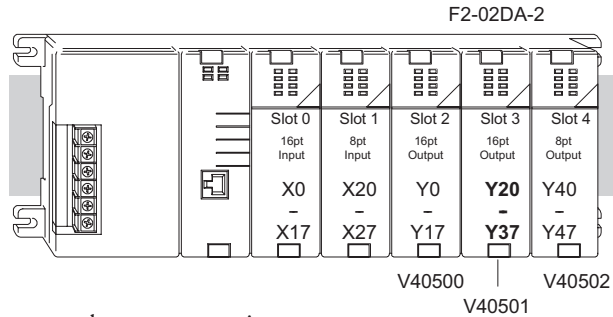 F2-02DA-2
Slot 0 Slot 1 Slot 2 Slot 3 Slot 4
16pt 8pt 16pt 16pt 8pt
Input Input Output Output Output
X0 X20 Y0 Y20 Y40
– – – – –
X17 X27 Y17 Y37 Y47
V40500 V40502
V40501